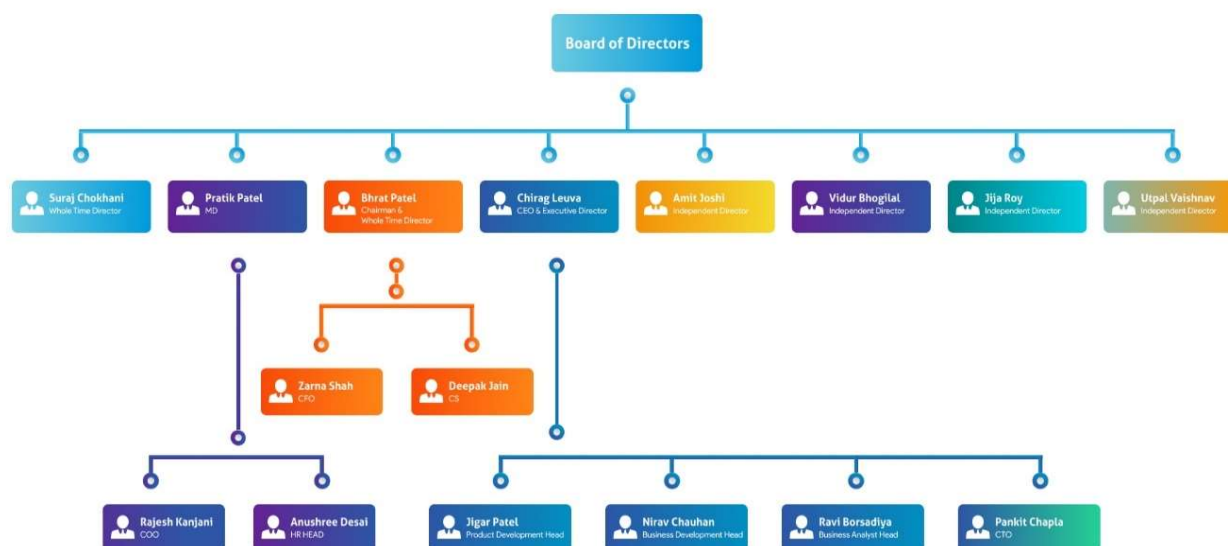 Board of Directors
Suraj Chokhani
Whole Time Director
Pratik Patel
MD
Bhrat Patel
Chairman &
Whole Time Director
Chirag Leuva
CEO & Executive Director
Amit Joshi
Independent Director
Vidur Bhogilal
Independent Director
Jija Roy
Independent Director
Utpal Vaishnav
Independent Director
Zarna Shah
CFO
Deepak Jain
CS
Rajesh Kanjani
COO
Anushree Desai
HR HEAD
Jigar Patel
Product Development Head
Nirav Chauhan
Business Development Head
Ravi Borsadiya
Business Analyst Head
Pankit Chapla
CTO